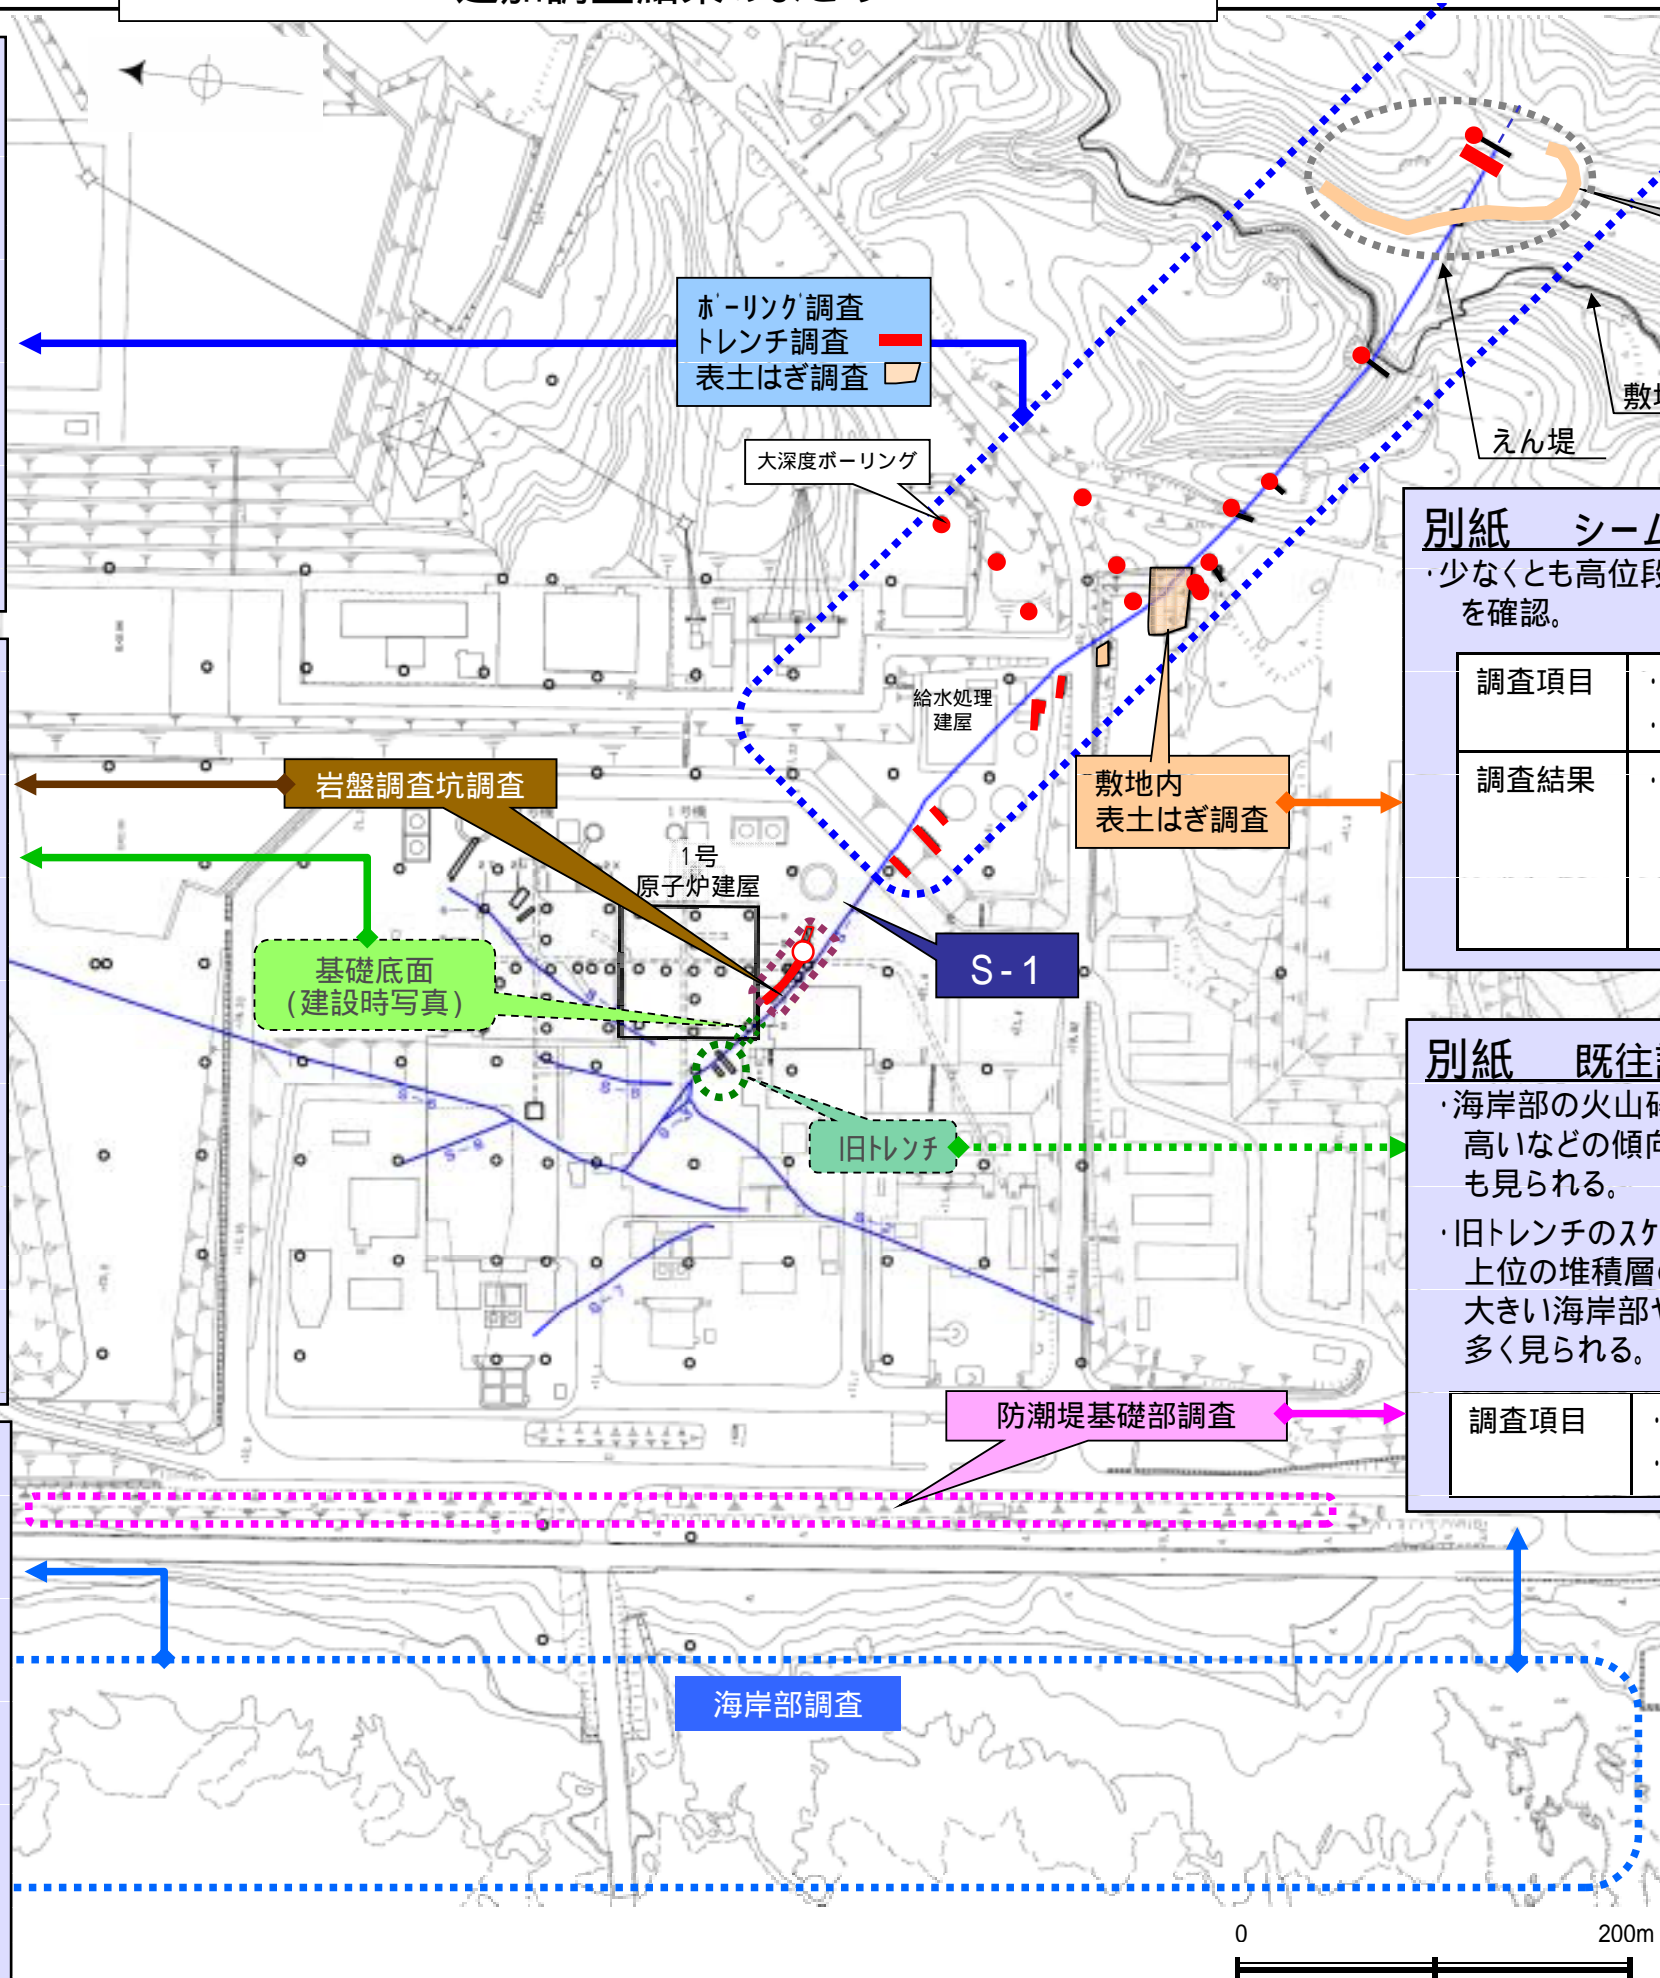 ボーリング調査
トレンチ調査
表土はぎ調査
大深度ボーリング
えん堤
給水処理
建屋
岩盤調査坑調査
敷地内
表土はぎ調査
1号
原子炉建屋
基礎底面
(建設時写真)
S-1
旧トレンチ
防潮堤基礎部調査
海岸部調査
別紙 シーム
・少なくとも高位段
を確認。
調査項目
調査結果
別紙 既往
・海岸部の火山
高いなどの傾向
も見られる。
・旧トレンチのスケ
上位の堆積層
大きい海岸部
多く見られる。
調査項目
0 200m